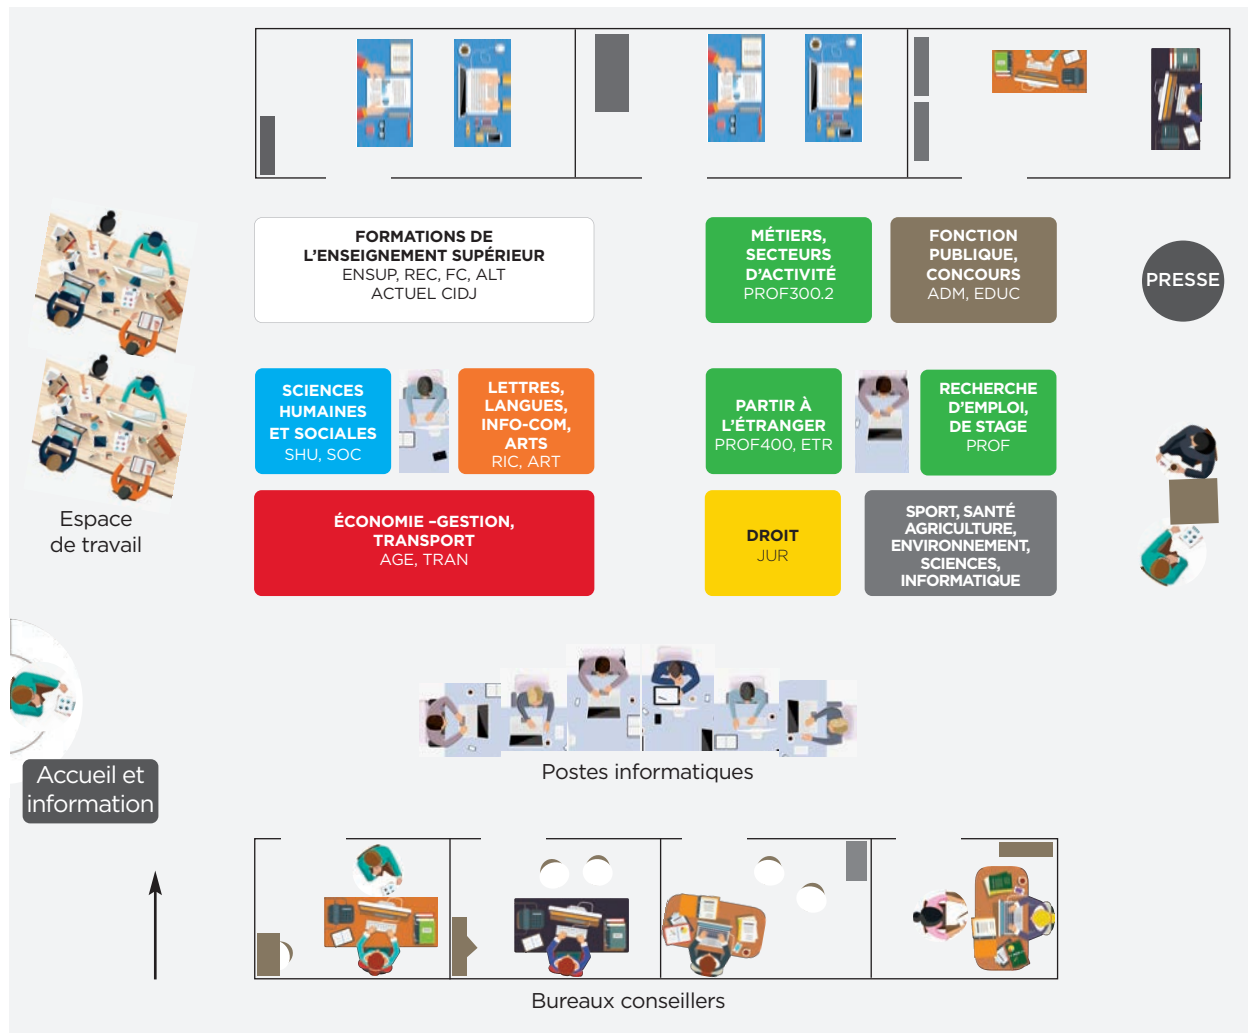 FORMATIONS DE
L’ENSEIGNEMENT SUPÉRIEUR
ENSUP, REC, FC, ALT
ACTUEL CIDJ
MÉTIERS,
SECTEURS
D’ACTIVITÉ
PROF300.2
FONCTION
PUBLIQUE,
CONCOURS
ADM, EDUC
PRESSE
SCIENCES
HUMAINES
ET SOCIALES
SHU, SOC
LETTRES,
LANGUES,
INFO-COM,
ARTS
RIC, ART
PARTIR À
L’ÉTRANGER
PROF400, ETR
RECHERCHE
D’EMPLOI,
DE STAGE
PROF
Espace
de travail
ÉCONOMIE –GESTION,
TRANSPORT
AGE, TRAN
DROIT
JUR
SPORT, SANTÉ
AGRICULTURE,
ENVIRONNEMENT,
SCIENCES,
INFORMATIQUE
Accueil et
information
Postes informatiques
Bureaux conseillers